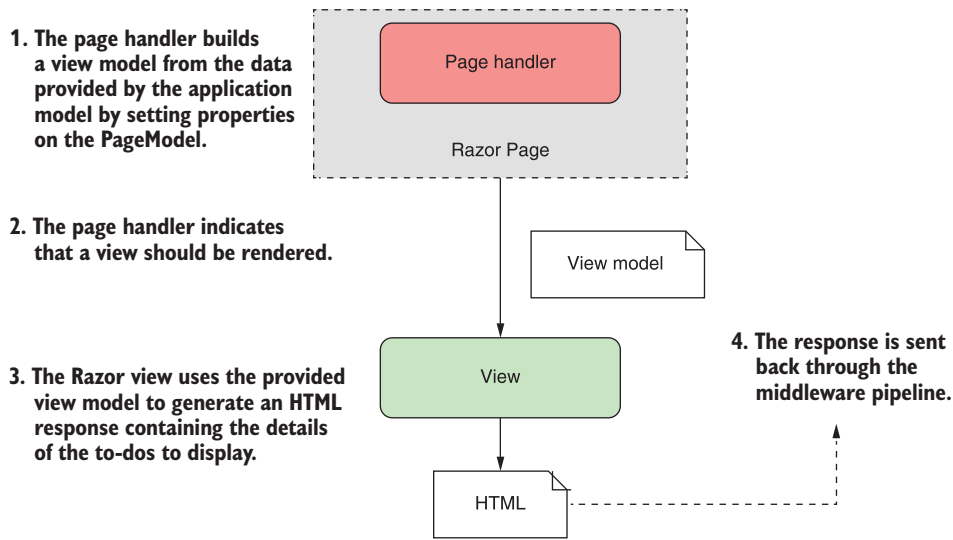 1. The page handler builds
a view model from the data
provided by the application
model by setting properties
on the PageModel.
Page handler
Razor Page
2. The page handler indicates
that a view should be rendered.
View model
3. The Razor view uses the provided
view model to generate an HTML
response containing the details
of the to-dos to display.
View
4. The response is sent
back through the
middleware pipeline.
HTML